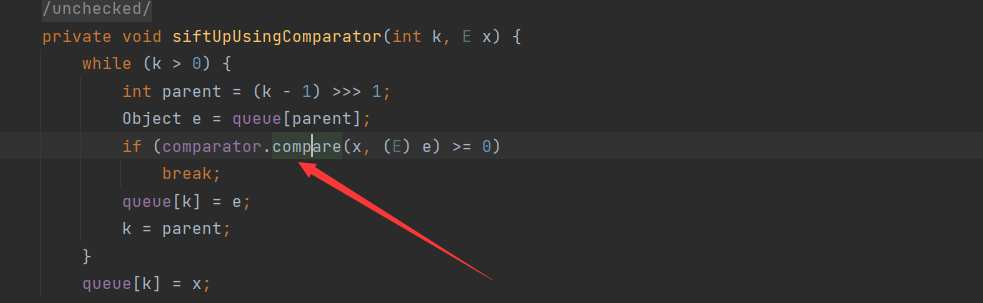 /unchecked/
private void siftUpUsingComparator(int k, E x) {
while (k > 0) {
int parent = (k - 1) >>> 1;
Object e = queue[parent];
if (comparator.compare(x, (E) e) >= 0)
break;
queue[k] = e;
k = parent;
}
queue[k] = x;